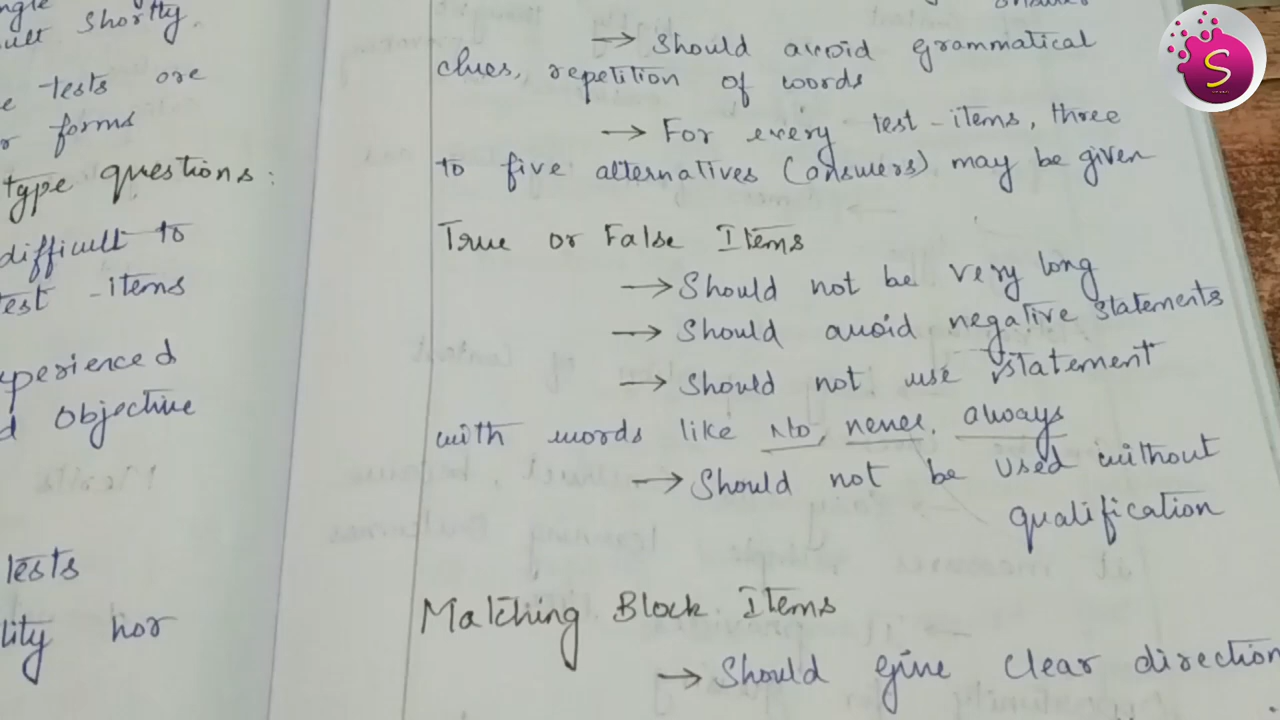 ult shortly.
e tests are
r forms
type questions:
difficult to
test-items
xperienced
d objective
tests
lity nor
→ Should avoid grammatical
clues, repetition of words
→ For every test-items, three
to five alternatives (answers) may be given
True or False Items
→ Should not be very long
→ Should avoid negative statements
→ Should not use statement
with words like No, never, always
→ Should not be used without
qualification
Matching Block Items
→ Should give clear direction
S